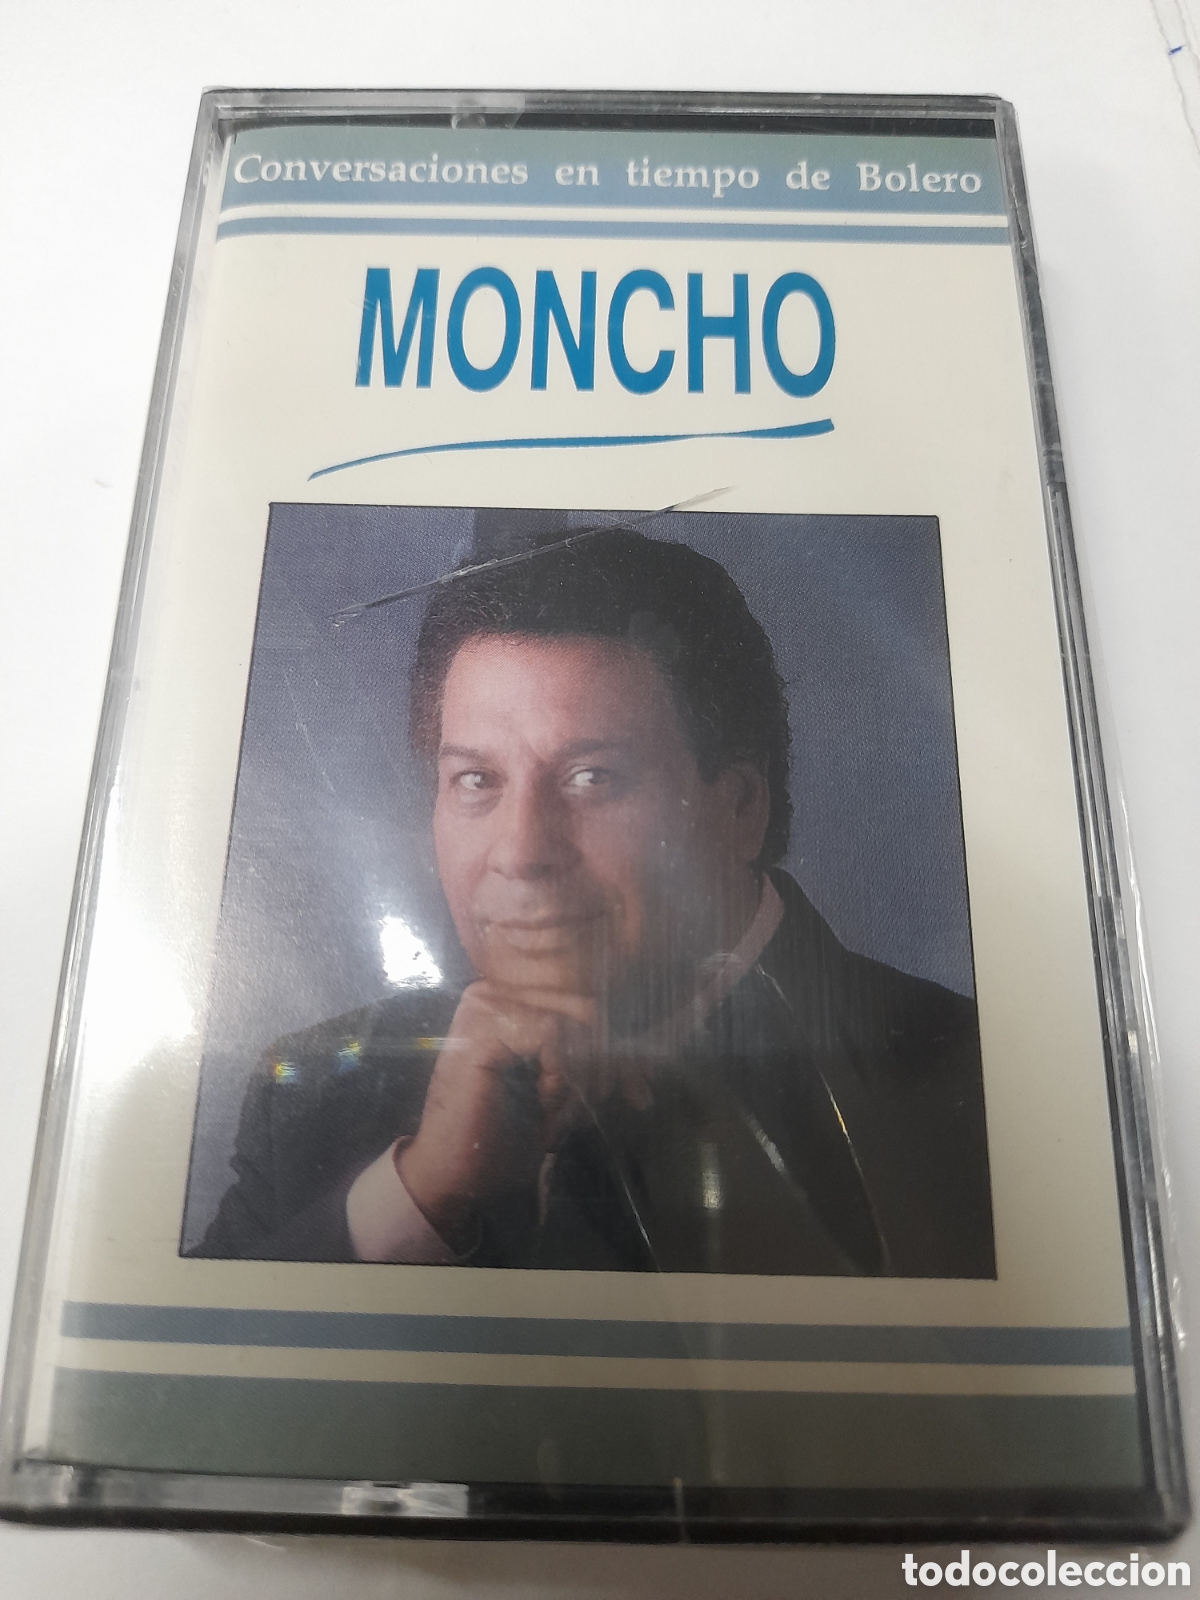 Conversaciones en tiempo de Bolero
MONCHO
todocoleccion